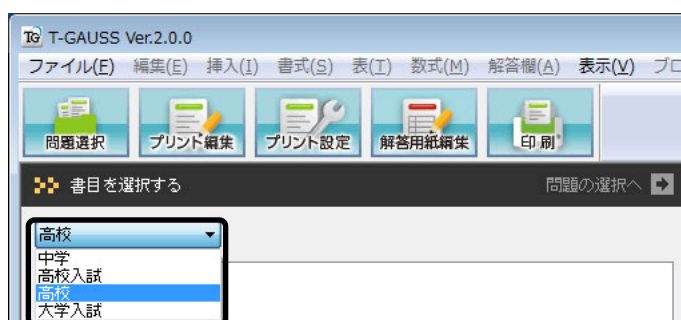 TG T-GAUSS Ver.2.0.0
ファイル(F) 編集(E) 挿入(I) 書式(S) 表(T) 数式(M) 解答欄(A) 表示(V) ブロ
問題選択 プリント編集 プリント設定 解答用紙編集 印刷
書目を選択する 問題の選択へ
高校
中学
高校入試
高校
大学入試